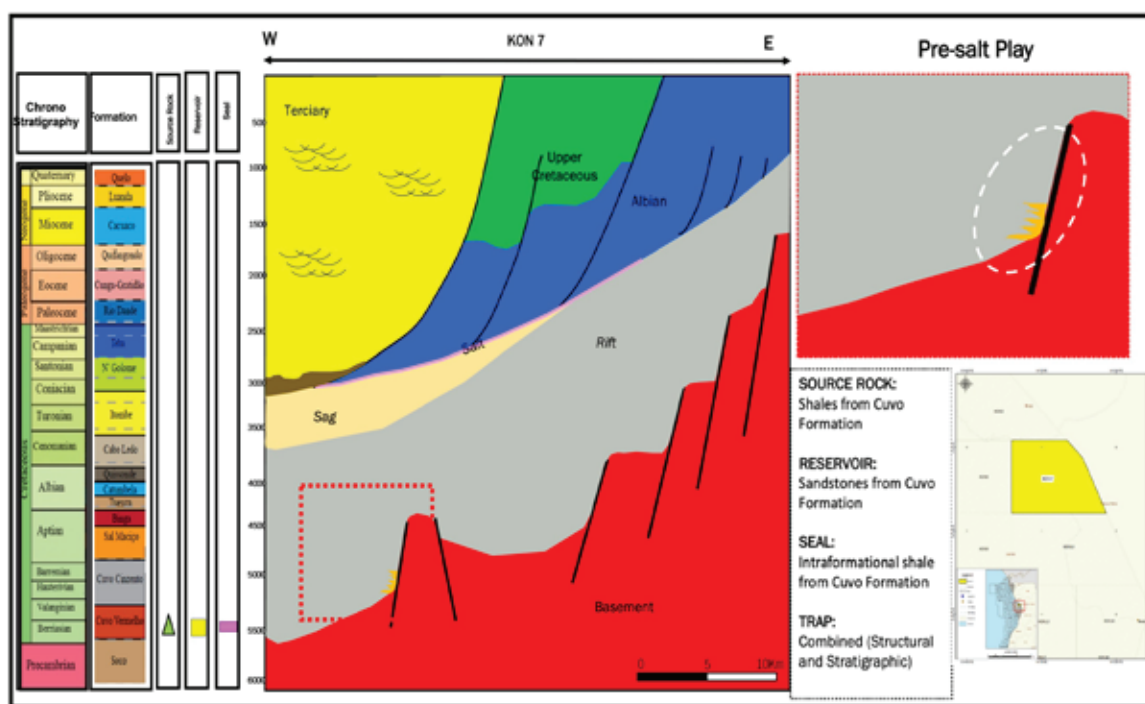 W
KON 7
E
Pre-salt Play
Chrono
Stratigraphy
Formation
Source Rock
Reservoir
Seal
Quaternary
Pliocene
Miocene
Oligocene
Eocene
Paleocene
Campanian
Santonian
Coniacian
Turonian
Cenomanian
Albian
Aptian
Barremian
Hauterivian
Valanginian
Berriasian
Precambrian
Cretaceous
Quelo
Luanda
Cacuaco
Quifangondo
Rio Dande
Teba
N' Golome
Itombe
Cabo Ledo
Quissonde
Catumbela
Tuenza
Binga
Sal Maciço
Cuvo Cinzento
Cuvo Vermelho
Soco
500
1000
1500
2000
2500
3000
3500
4000
4500
5000
5500
6000
Terciary
Upper
Cretaceous
Albian
Salt
Sag
Rift
Basement
0 5 10Km
SOURCE ROCK:
Shales from Cuvo
Formation
RESERVOIR:
Sandstones from Cuvo
Formation
SEAL:
Intraformational shale
from Cuvo Formation
TRAP:
Combined (Structural
and Stratigraphic)